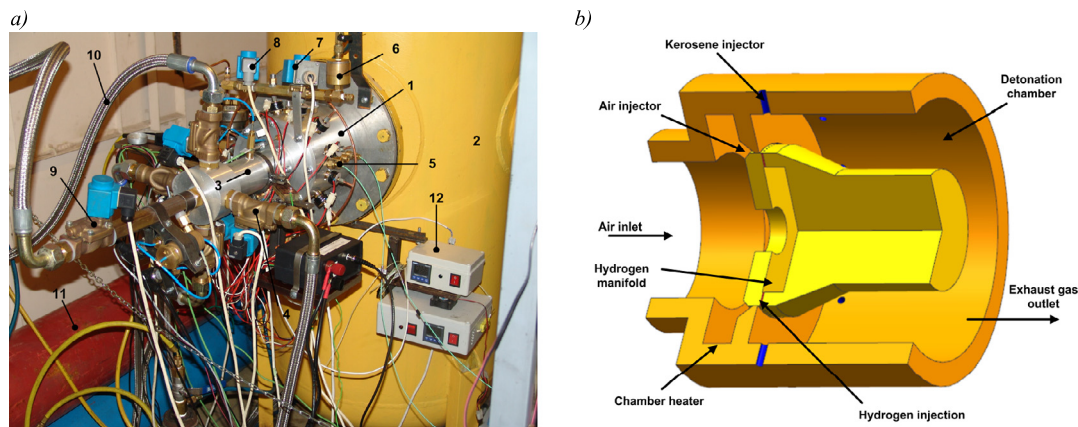 a)
b)
8
7
6
10
1
2
5
3
9
12
11
4
Kerosene injector
Air injector
Detonation
chamber
Air inlet
Hydrogen
manifold
Exhaust gas
outlet
Chamber heater
Hydrogen injection